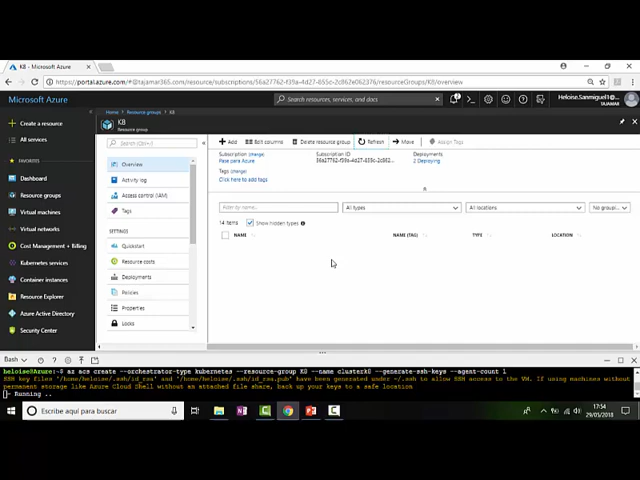 K8 - Microsoft Azure
https://portal.azure.com/#@tajamar365.com/resource/subscriptions/
/resourceGroups/K8/overview
Microsoft Azure
Search resources, services, and docs
Heloise.Sanmiguel1@...
TAJAMAR
Home > Resource groups > K8
K8
Resource group
Create a resource
All services
FAVORITES
Dashboard
Resource groups
Virtual machines
Virtual networks
Cost Management + Billing
Kubernetes services
Container instances
Resource Explorer
Azure Active Directory
Security Center
Search (Ctrl+/)
Overview
Activity log
Access control (IAM)
Tags
SETTINGS
Quickstart
Resource costs
Deployments
Policies
Properties
Locks
Add
Edit columns
Delete resource group
Refresh
Move
Assign Tags
Subscription (change)
Pase para Azure
Subscription ID
Deployments
2 Deploying
Tags (change)
Click here to add tags
Filter by name...
All types
All locations
No groupi...
14 items
Show hidden types
NAME
NAME (TAG)
TYPE
LOCATION
Bash
heloise@Azure:~$ az acs create --orchestrator-type kubernetes --resource-group K8 --name clusterk8 --generate-ssh-keys --agent-count 1
SSH key files '/home/heloise/.ssh/id_rsa' and '/home/heloise/.ssh/id_rsa.pub' have been generated under ~/.ssh to allow SSH access to the VM. If using machines without
permanent storage like Azure Cloud Shell without an attached file share, back up your keys to a safe location
- Running ..
Escribe aquí para buscar
17:54
29/05/2018